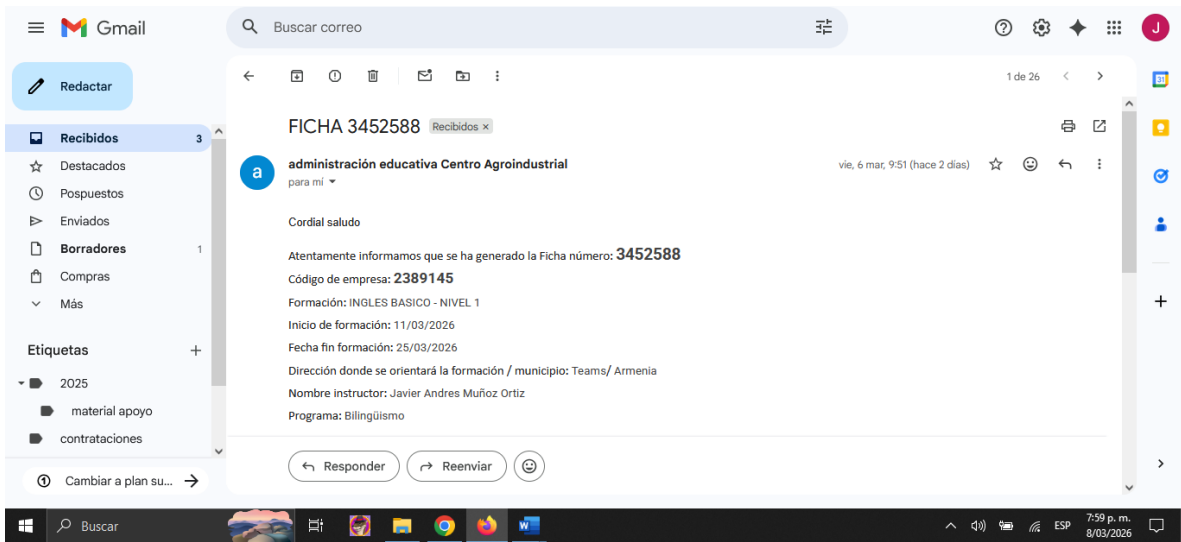 Gmail
Buscar correo
J
Redactar
1 de 26
31
Recibidos 3
Destacados
Pospuestos
Enviados
Borradores 1
Compras
Más
Etiquetas
2025
material apoyo
contrataciones
Cambiar a plan su...
FICHA 3452588 Recibidos ×
a
administración educativa Centro Agroindustrial
vie, 6 mar, 9:51 (hace 2 días)
para mí
Cordial saludo
Atentamente informamos que se ha generado la Ficha número: 3452588
Código de empresa: 2389145
Formación: INGLES BASICO - NIVEL 1
Inicio de formación: 11/03/2026
Fecha fin formación: 25/03/2026
Dirección donde se orientará la formación / municipio: Teams/ Armenia
Nombre instructor: Javier Andres Muñoz Ortiz
Programa: Bilingüismo
Responder
Reenviar
Buscar
W
ESP
7:59 p. m.
8/03/2026